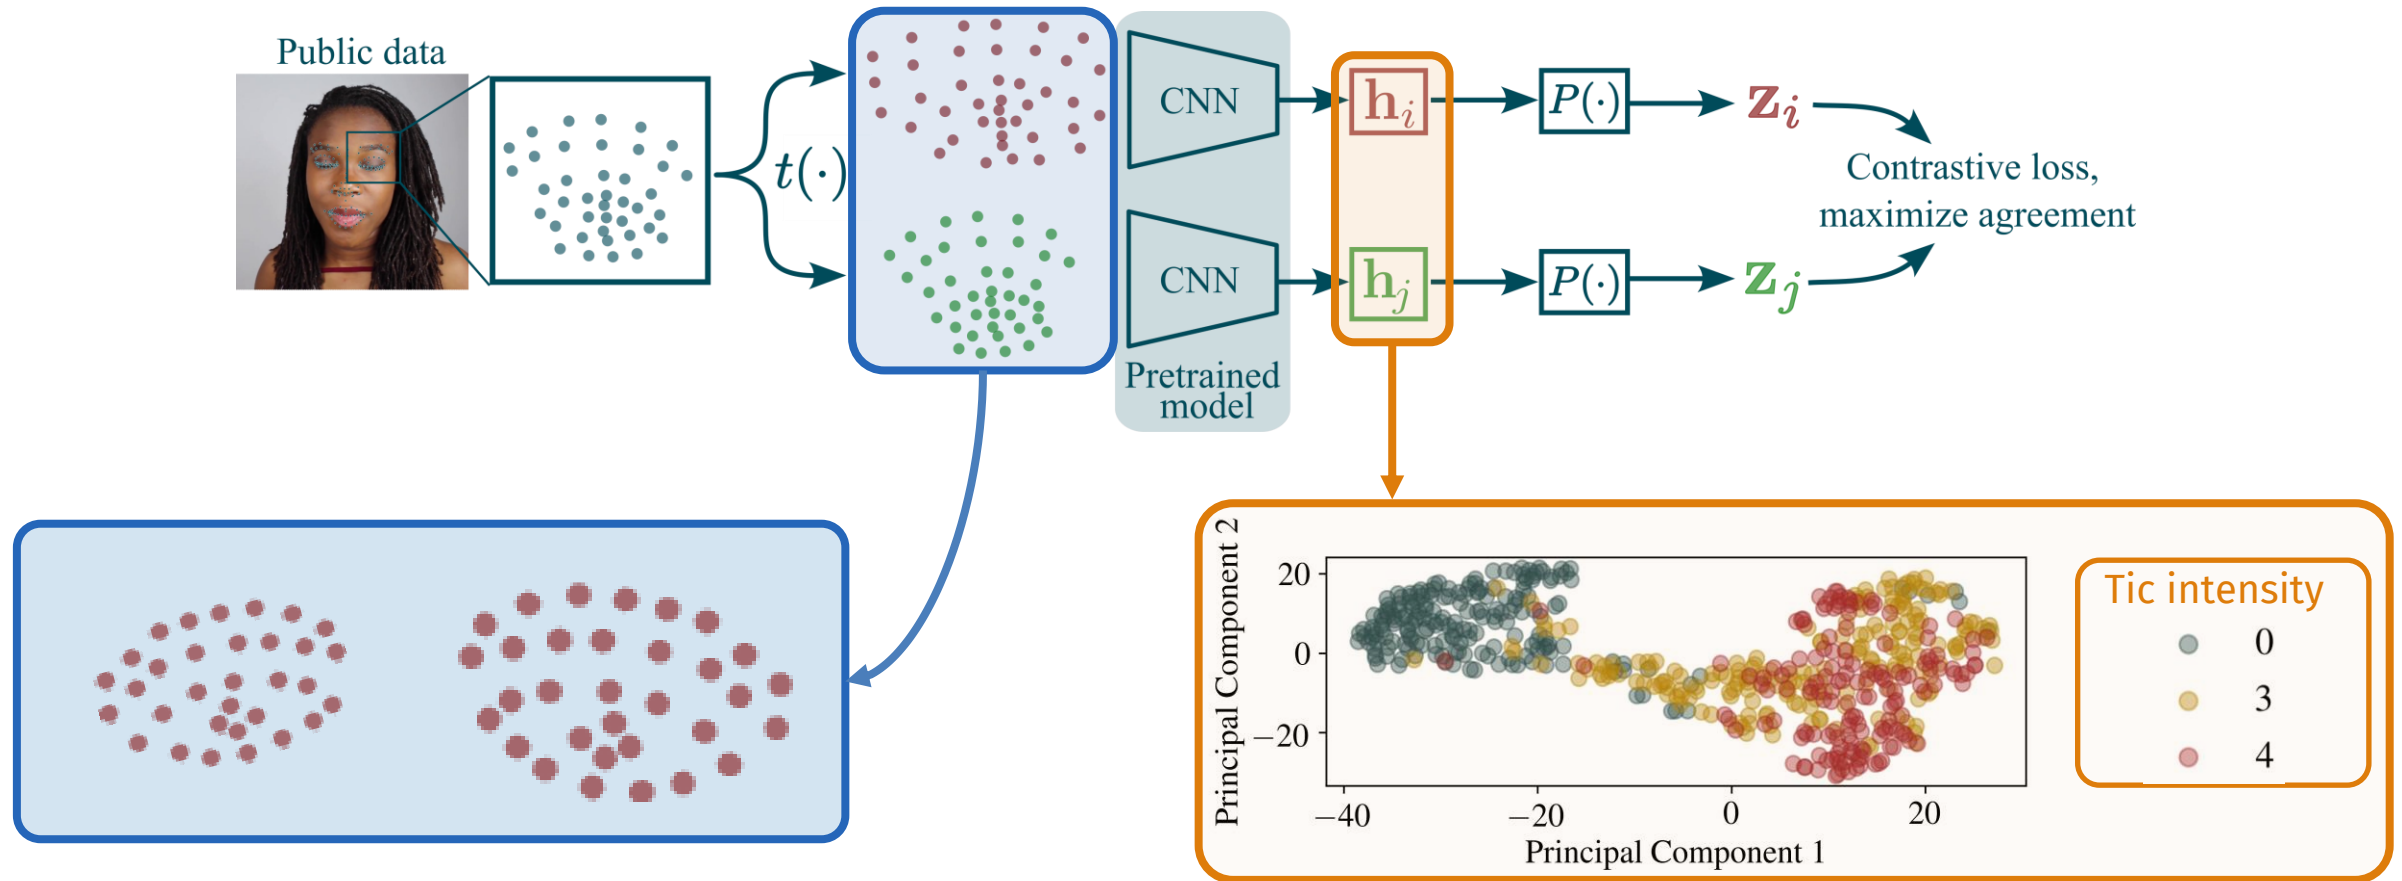 Public data
t(·)
CNN
h_i
P(·)
z_i
Contrastive loss,
maximize agreement
CNN
h_j
P(·)
z_j
Pretrained
model
Principal Component 2
20
0
−20
−40
−20
0
20
Principal Component 1
Tic intensity
0
3
4